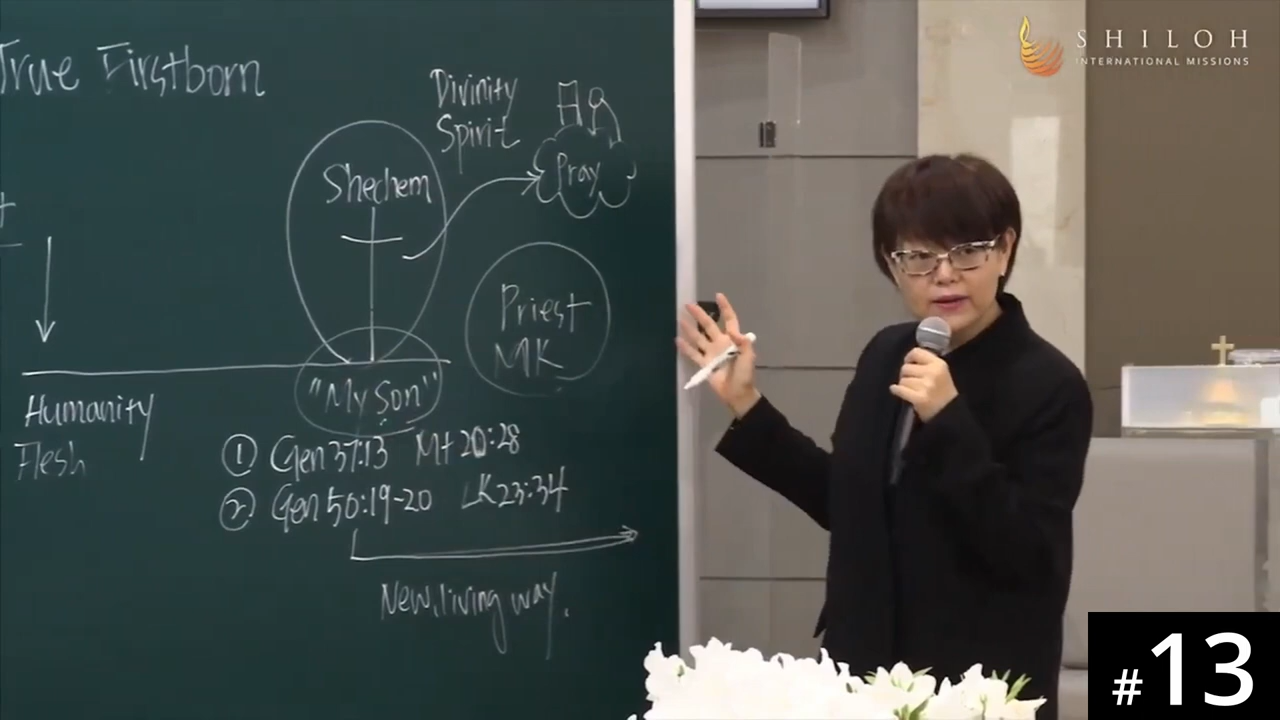 True Firstborn
Divinity
Spirit
Pray
Shechem
Priest
MK
"My Son"
Humanity
Flesh
① Gen 37:13 Mt 20:28
② Gen 50:19-20 LK 23:34
New, living way.
SHILOH
INTERNATIONAL MISSIONS
#13